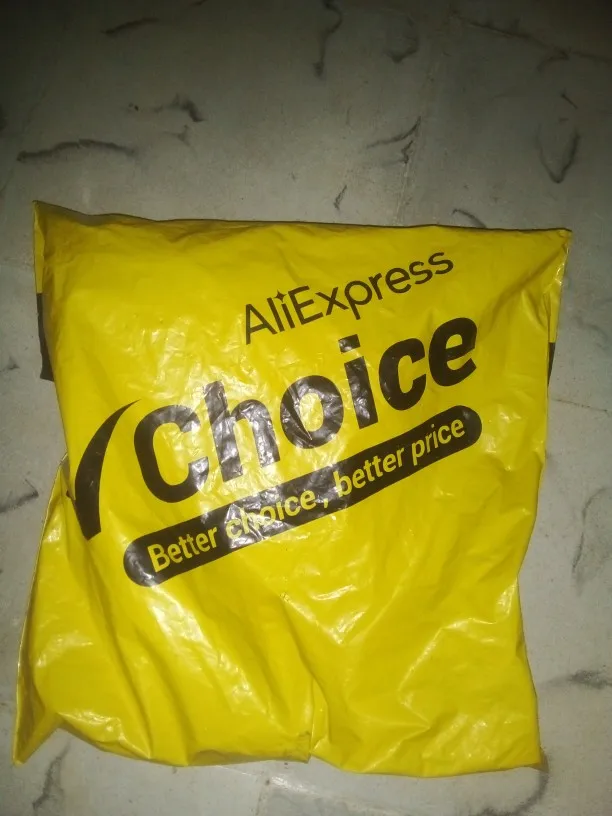 AliExpress
Choice
Better choice, better price